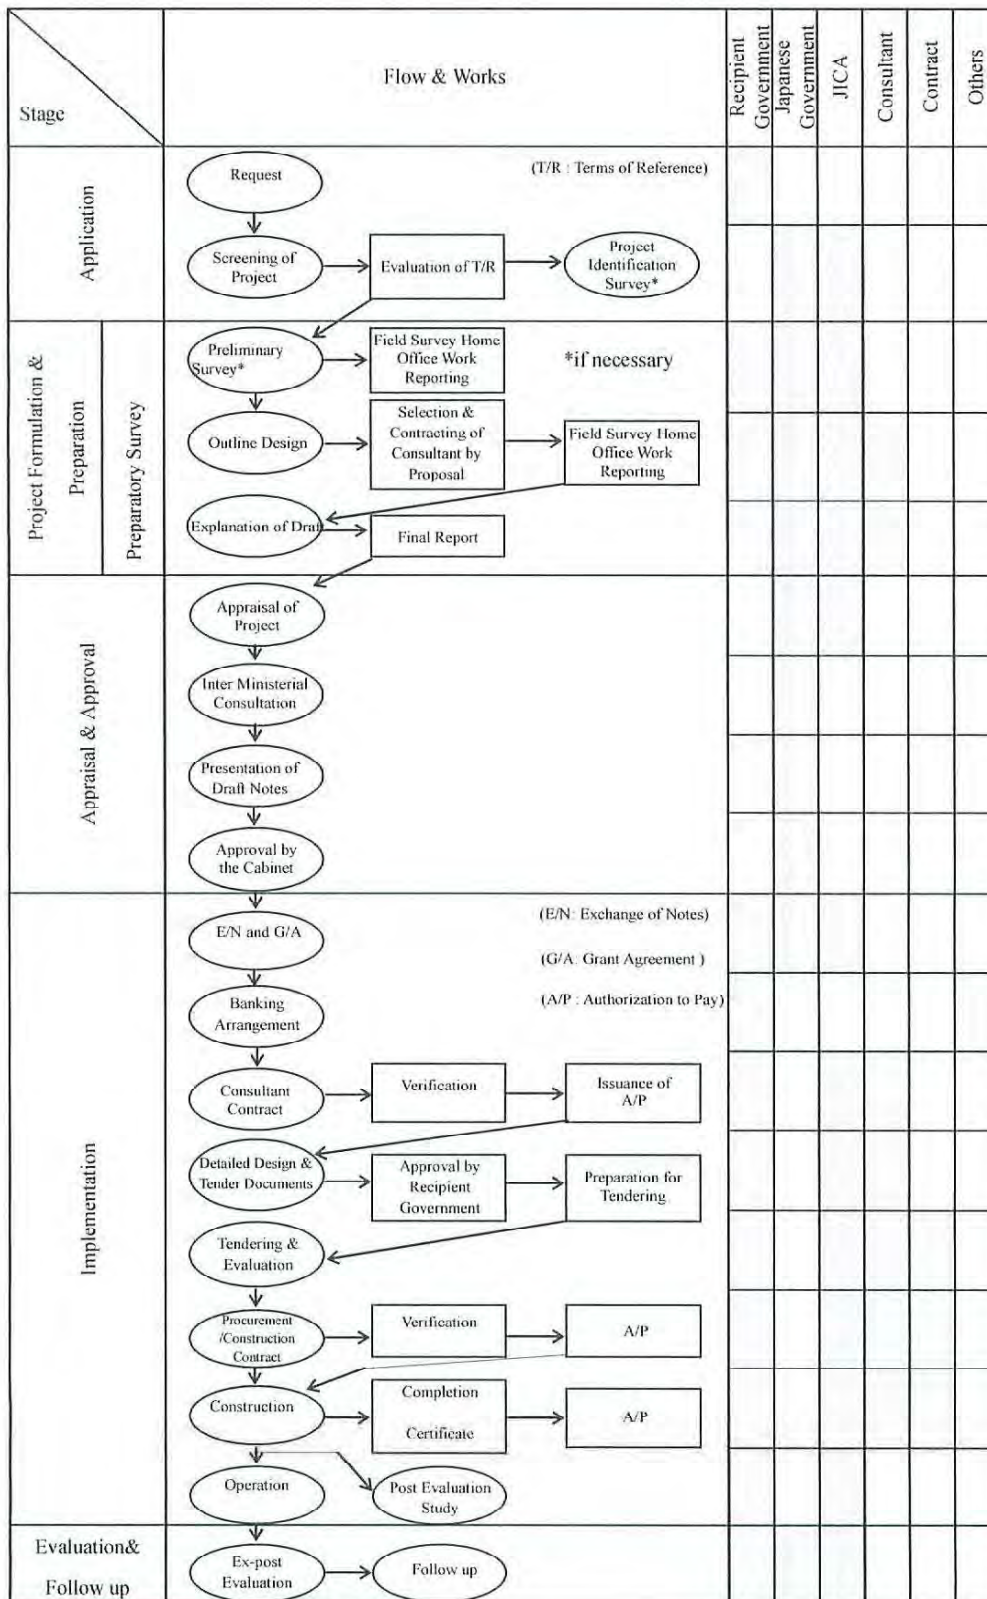 Stage
Flow & Works
Recipient
Government
Japanese
Government
JICA
Consultant
Contract
Others
Application
Request
(T/R : Terms of Reference)
Screening of
Project
Evaluation of T/R
Project
Identification
Survey*
Project Formulation &
Preparation
Preparatory Survey
Preliminary
Survey*
Field Survey Home
Office Work
Reporting
*if necessary
Outline Design
Selection &
Contracting of
Consultant by
Proposal
Field Survey Home
Office Work
Reporting
Explanation of Draft
Final Report
Appraisal & Approval
Appraisal of
Project
Inter Ministerial
Consultation
Presentation of
Draft Notes
Approval by
the Cabinet
Implementation
E/N and G/A
(E/N: Exchange of Notes)
(G/A: Grant Agreement )
(A/P : Authorization to Pay)
Banking
Arrangement
Consultant
Contract
Verification
Issuance of
A/P
Detailed Design &
Tender Documents
Approval by
Recipient
Government
Preparation for
Tendering
Tendering &
Evaluation
Procurement
/Construction
Contract
Verification
A/P
Construction
Completion
Certificate
A/P
Operation
Post Evaluation
Study
Evaluation&
Follow up
Ex-post
Evaluation
Follow up